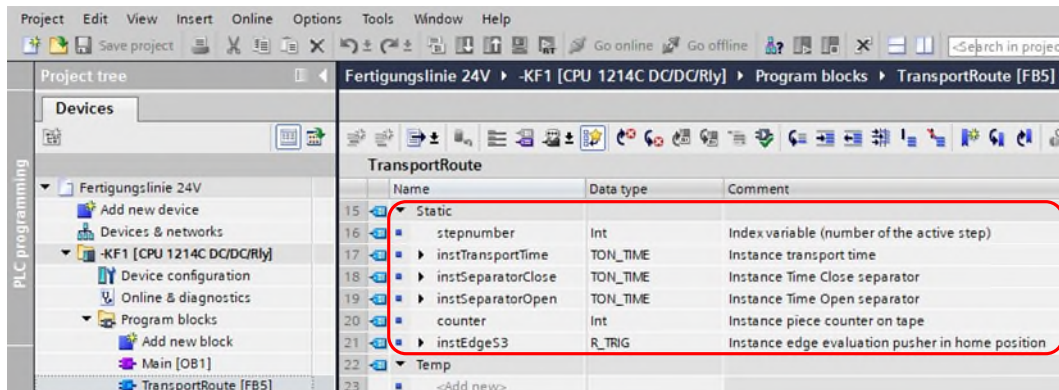 Project Edit View Insert Online Options Tools Window Help
Save project Go online Go offline <Search in projec
Project tree
Fertigungslinie 24V ▸ -KF1 [CPU 1214C DC/DC/Rly] ▸ Program blocks ▸ TransportRoute [FB5]
Devices
PLC programming
TransportRoute
Name Data type Comment
Fertigungslinie 24V
Add new device
Devices & networks
-KF1 [CPU 1214C DC/DC/Rly]
Device configuration
Online & diagnostics
Program blocks
Add new block
Main [OB1]
TransportRoute [FB5]
15 Static
16 stepnumber Int Index variable (number of the active step)
17 instTransportTime TON_TIME Instance transport time
18 instSeparatorClose TON_TIME Instance Time Close separator
19 instSeparatorOpen TON_TIME Instance Time Open separator
20 counter Int Instance piece counter on tape
21 instEdgeS3 R_TRIG Instance edge evaluation pusher in home position
22 Temp
23 <Add new>